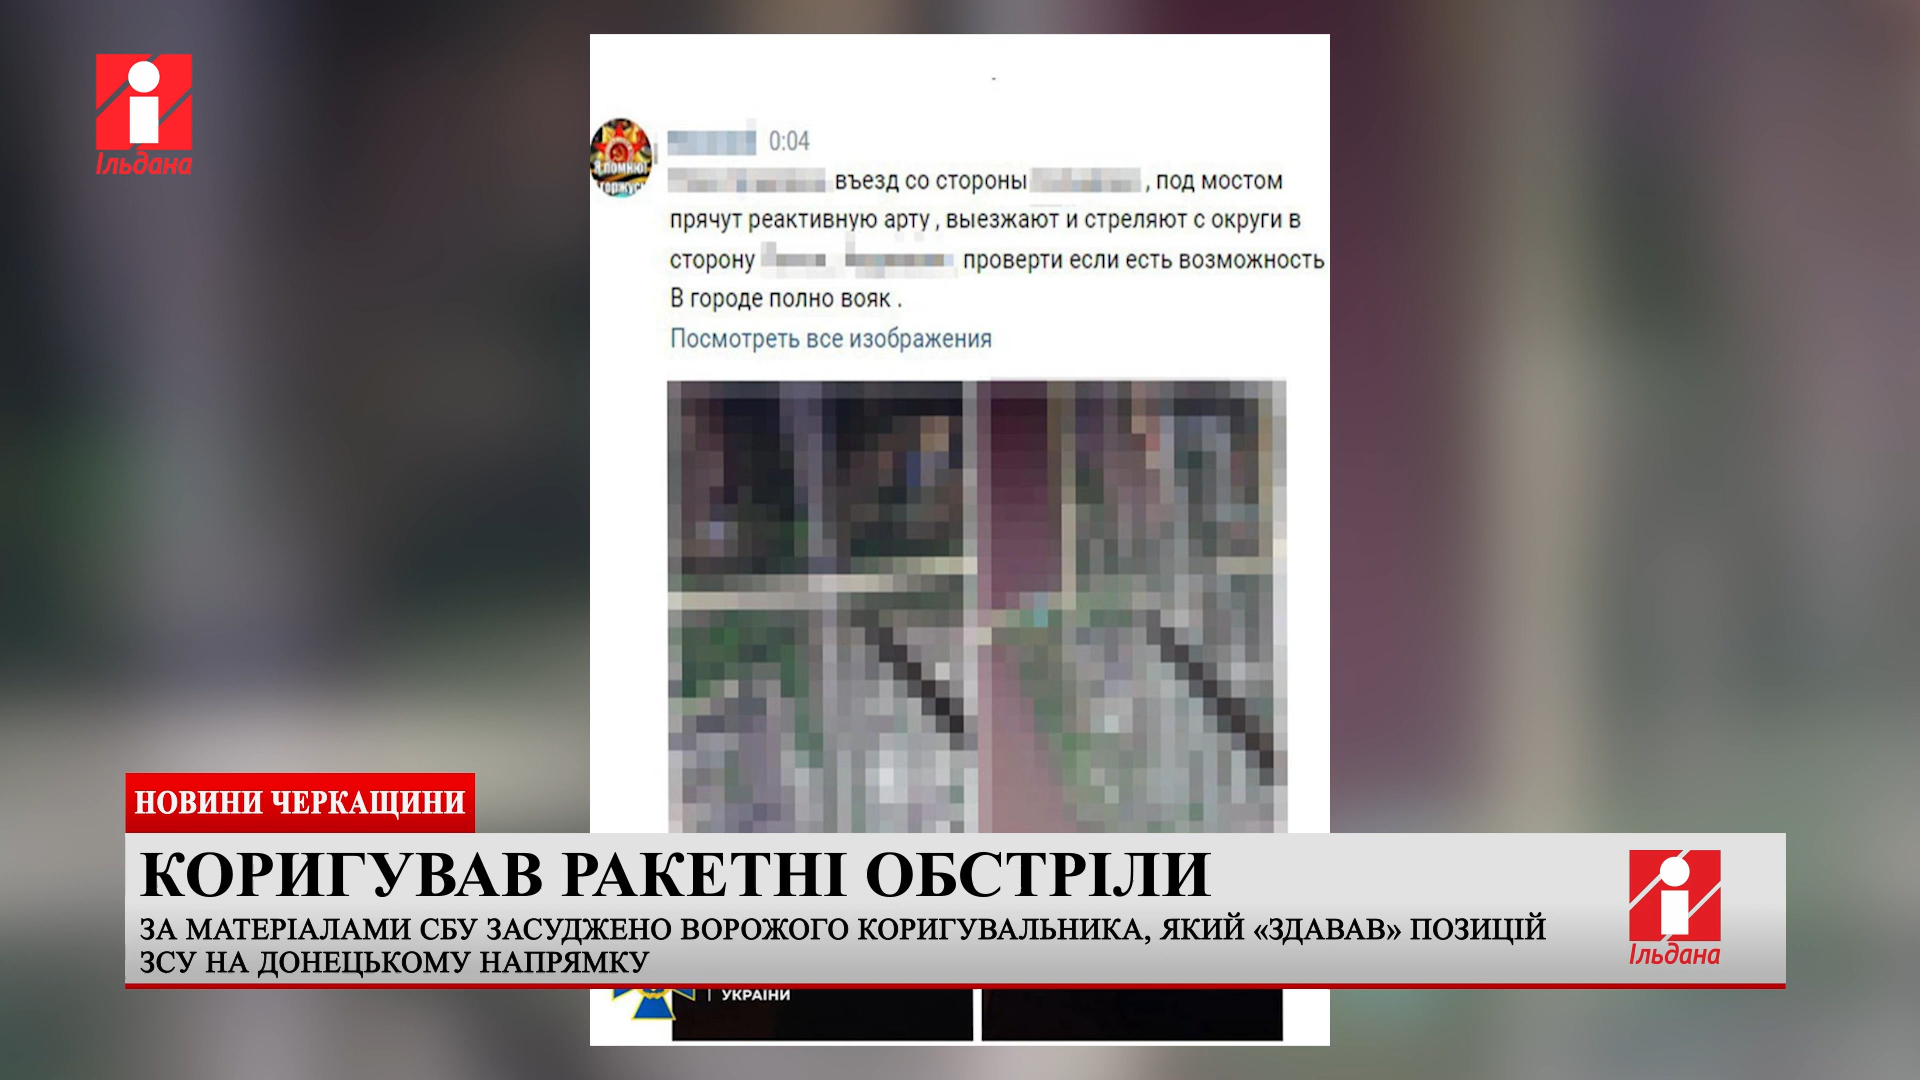 Ільдана
Я помню!
0:04
въезд со стороны , под мостом
прячут реактивную арту , выезжают и стреляют с округи в
сторону проверти если есть возможность
В городе полно вояк .
Посмотреть все изображения
НОВИНИ ЧЕРКАЩИНИ
КОРИГУВАВ РАКЕТНІ ОБСТРІЛИ
ЗА МАТЕРІАЛАМИ СБУ ЗАСУДЖЕНО ВОРОЖОГО КОРИГУВАЛЬНИКА, ЯКИЙ «ЗДАВАВ» ПОЗИЦІЙ
ЗСУ НА ДОНЕЦЬКОМУ НАПРЯМКУ
Ільдана
УКРАЇНИ